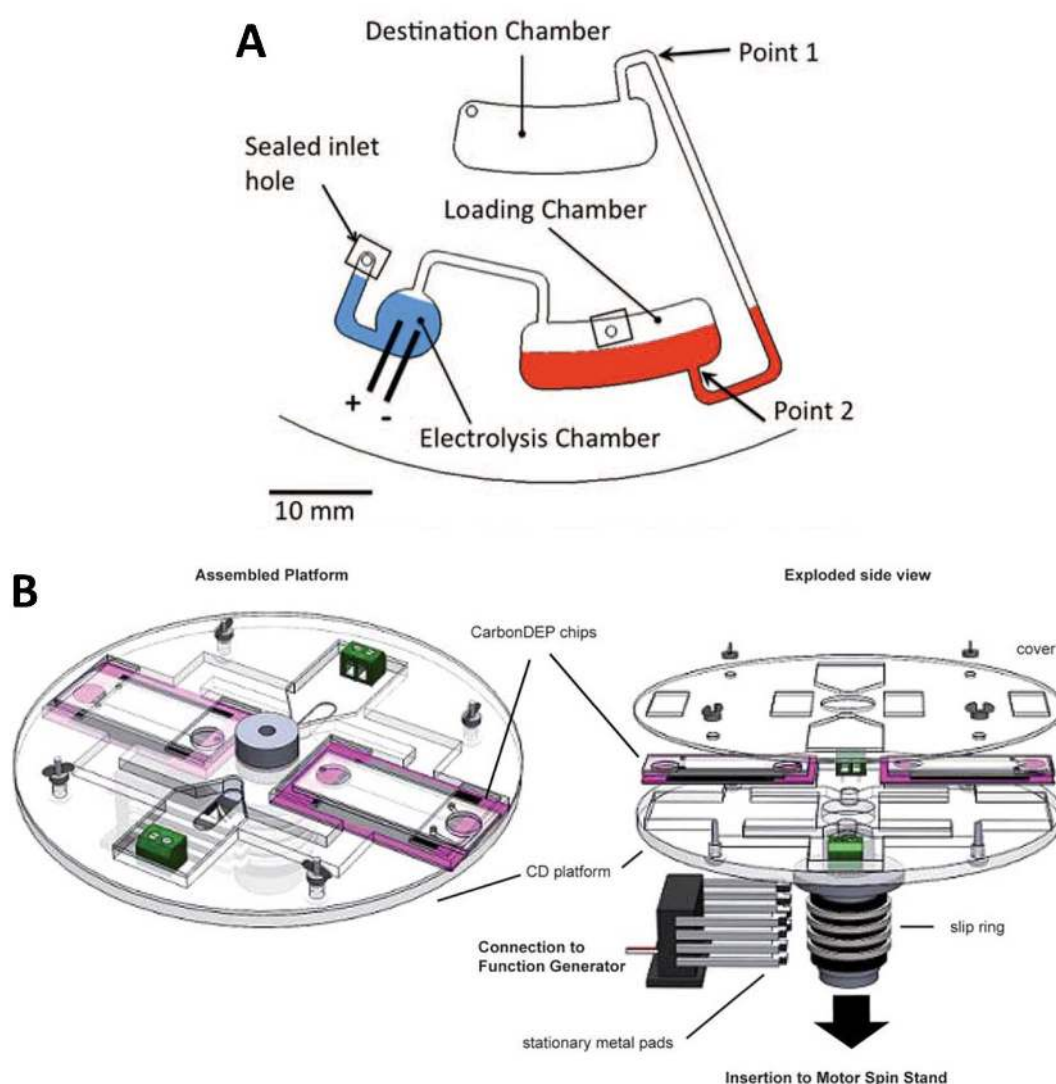 A
Destination Chamber
Point 1
Sealed inlet
hole
Loading Chamber
+
-
Point 2
Electrolysis Chamber
10 mm
B
Assembled Platform
Exploded side view
CarbonDEP chips
cover
CD platform
slip ring
Connection to
Function Generator
stationary metal pads
Insertion to Motor Spin Stand